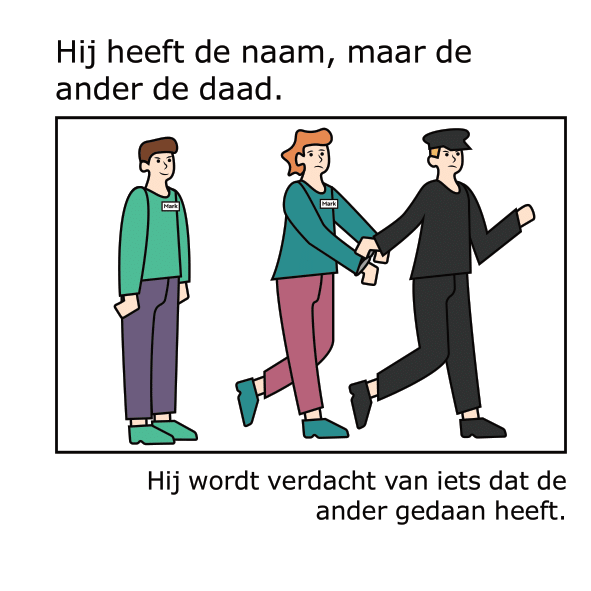 Hij heeft de naam, maar de
ander de daad.
Mark
Mark
Hij wordt verdacht van iets dat de
ander gedaan heeft.